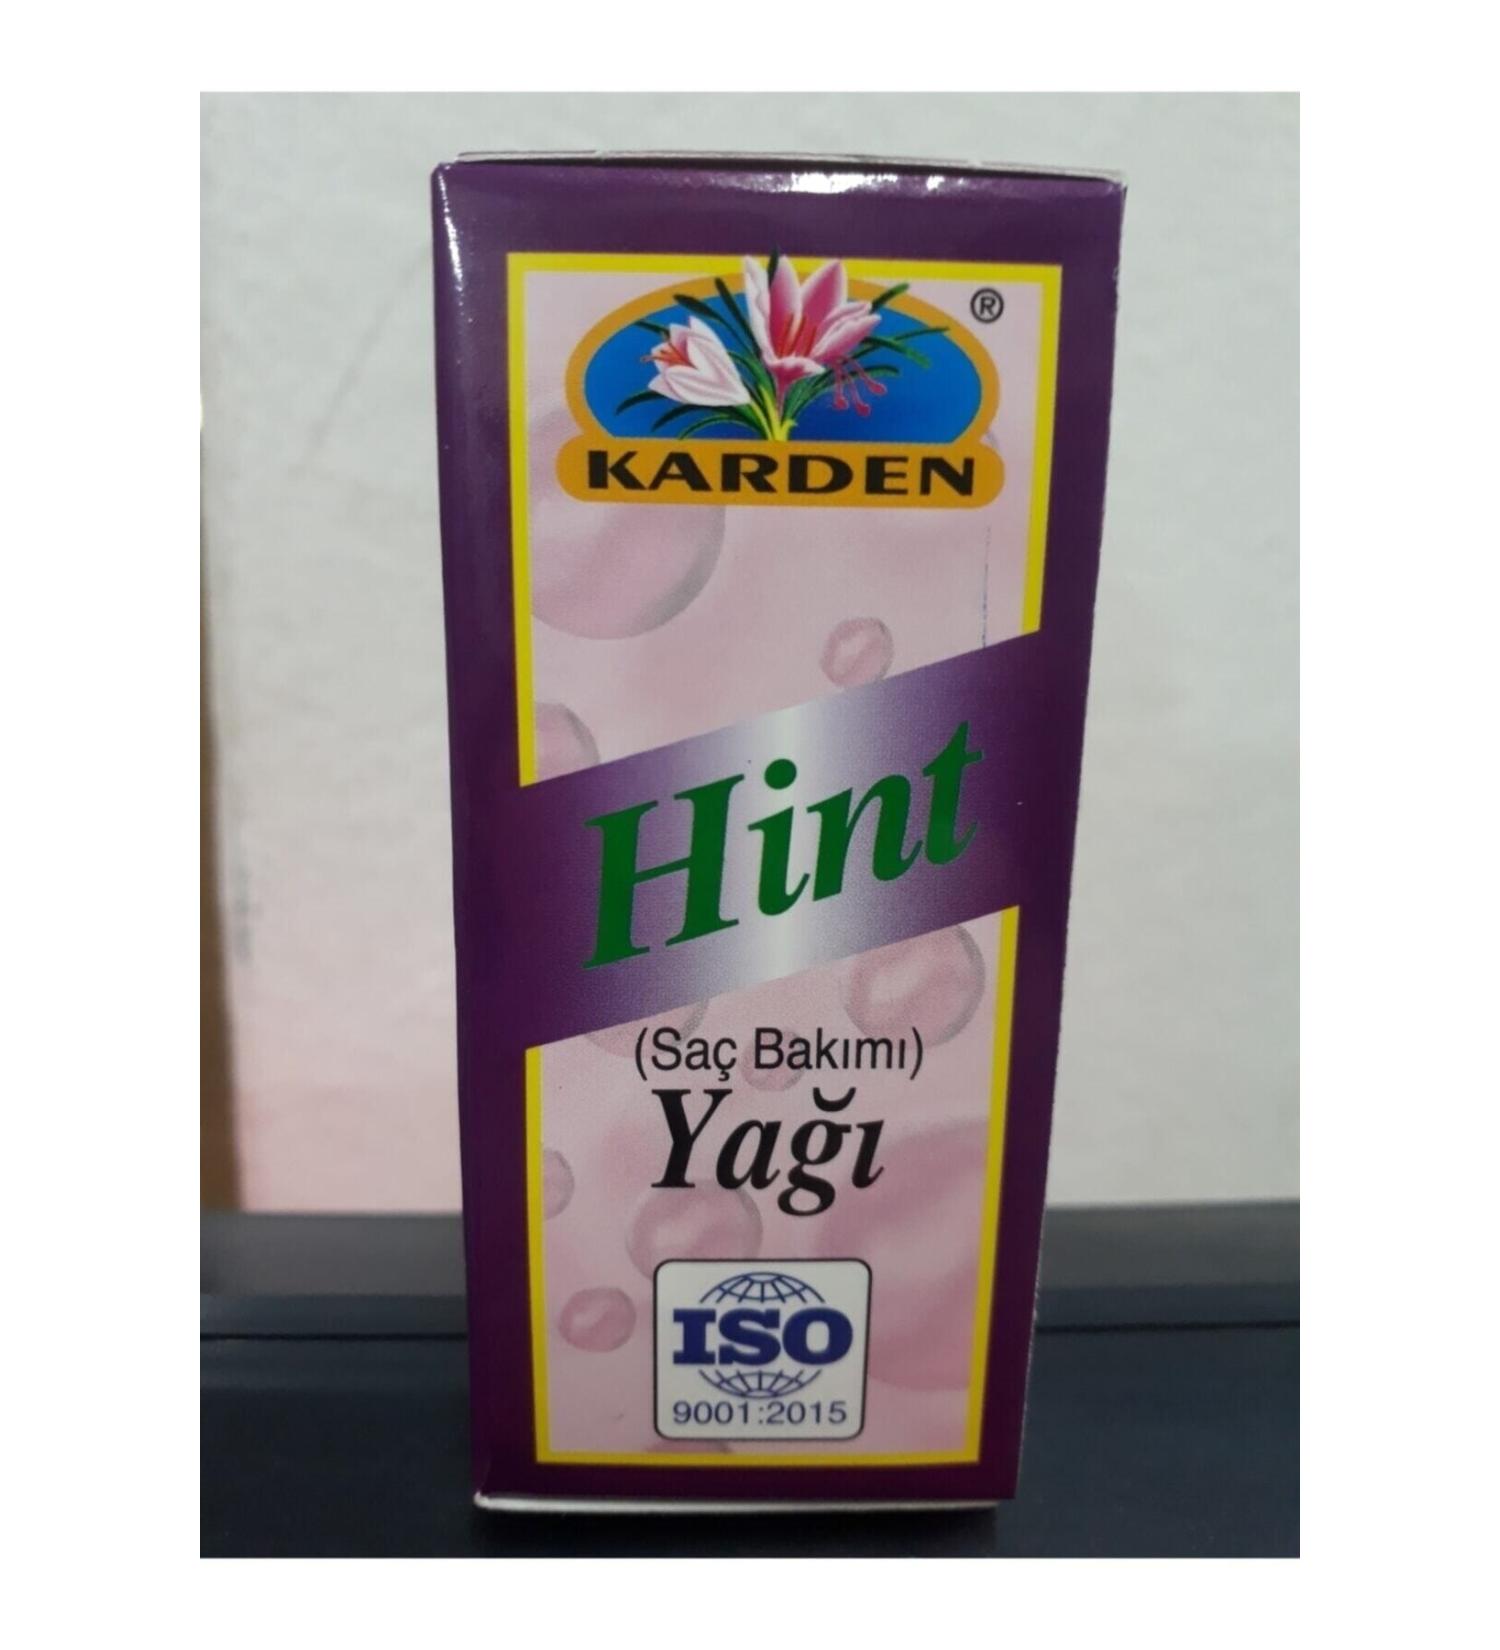 ®
KARDEN
Hint
(Saç Bakımı)
Yağı
ISO
9001:2015